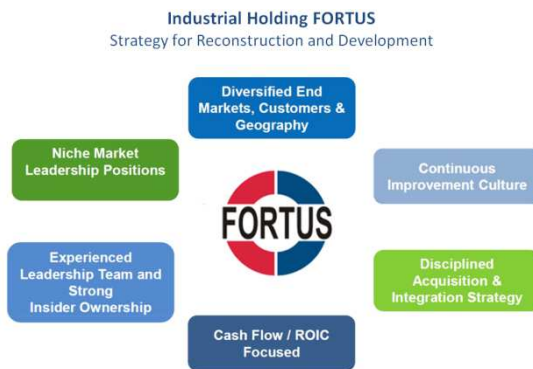 Industrial Holding FORTUS
Strategy for Reconstruction and Development
Diversified End
Markets, Customers &
Geography
Niche Market
Leadership Positions
Continuous
Improvement Culture
FORTUS
Experienced
Leadership Team and
Strong
Insider Ownership
Disciplined
Acquisition &
Integration Strategy
Cash Flow / ROIC
Focused